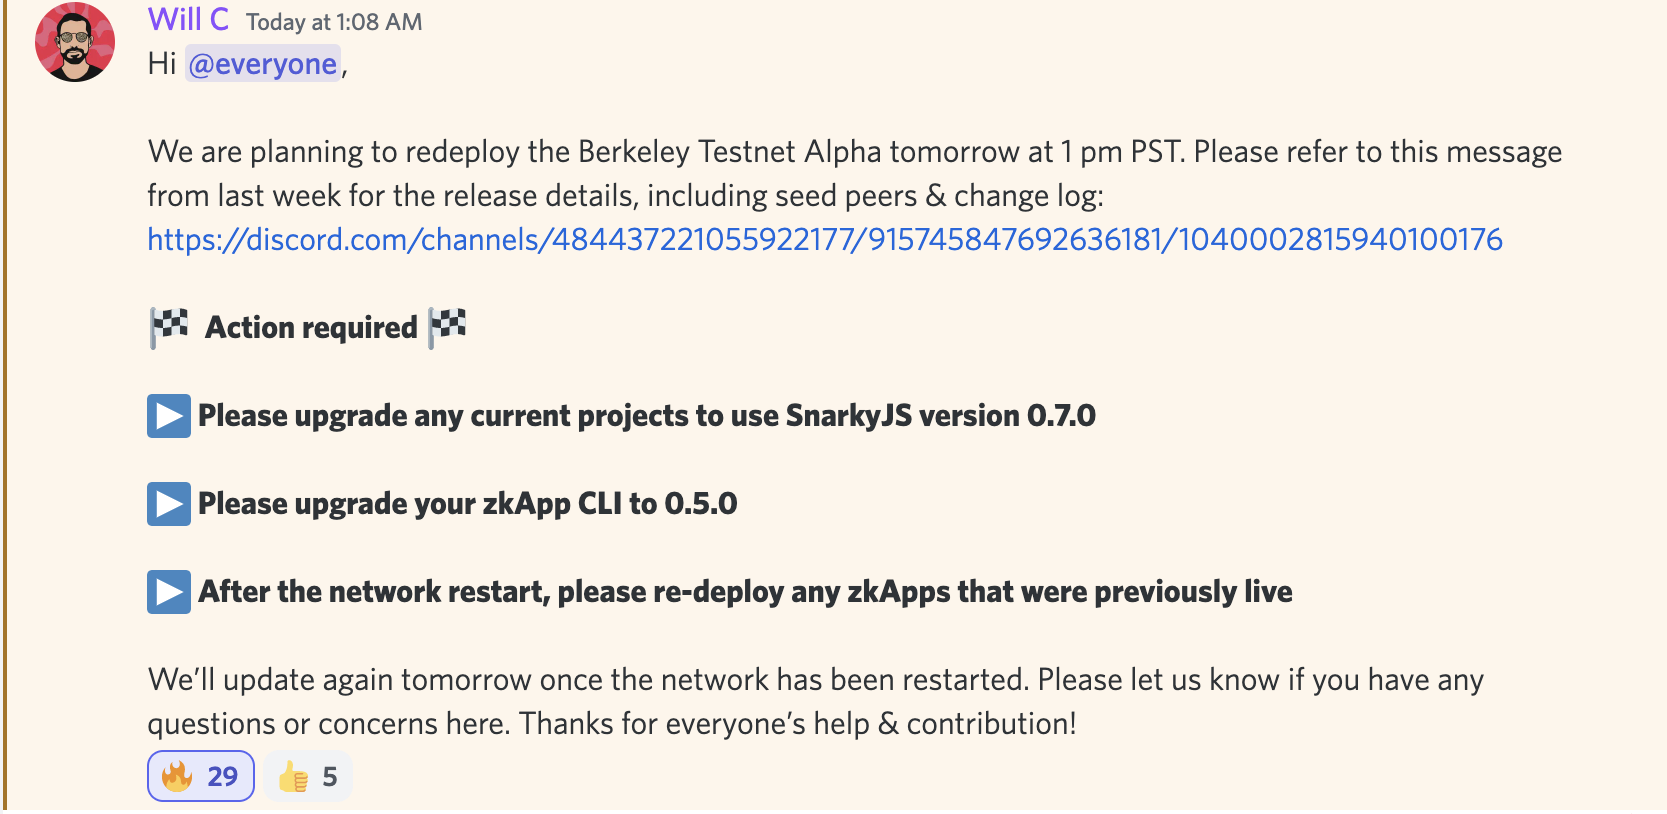 Will C Today at 1:08 AM
Hi @everyone,
We are planning to redeploy the Berkeley Testnet Alpha tomorrow at 1 pm PST. Please refer to this message
from last week for the release details, including seed peers & change log:
https://discord.com/channels/484437221055922177/915745847692636181/1040002815940100176
🏁 Action required 🏁
▶️ Please upgrade any current projects to use SnarkyJS version 0.7.0
▶️ Please upgrade your zkApp CLI to 0.5.0
▶️ After the network restart, please re-deploy any zkApps that were previously live
We’ll update again tomorrow once the network has been restarted. Please let us know if you have any
questions or concerns here. Thanks for everyone’s help & contribution!
🔥 29 👍 5